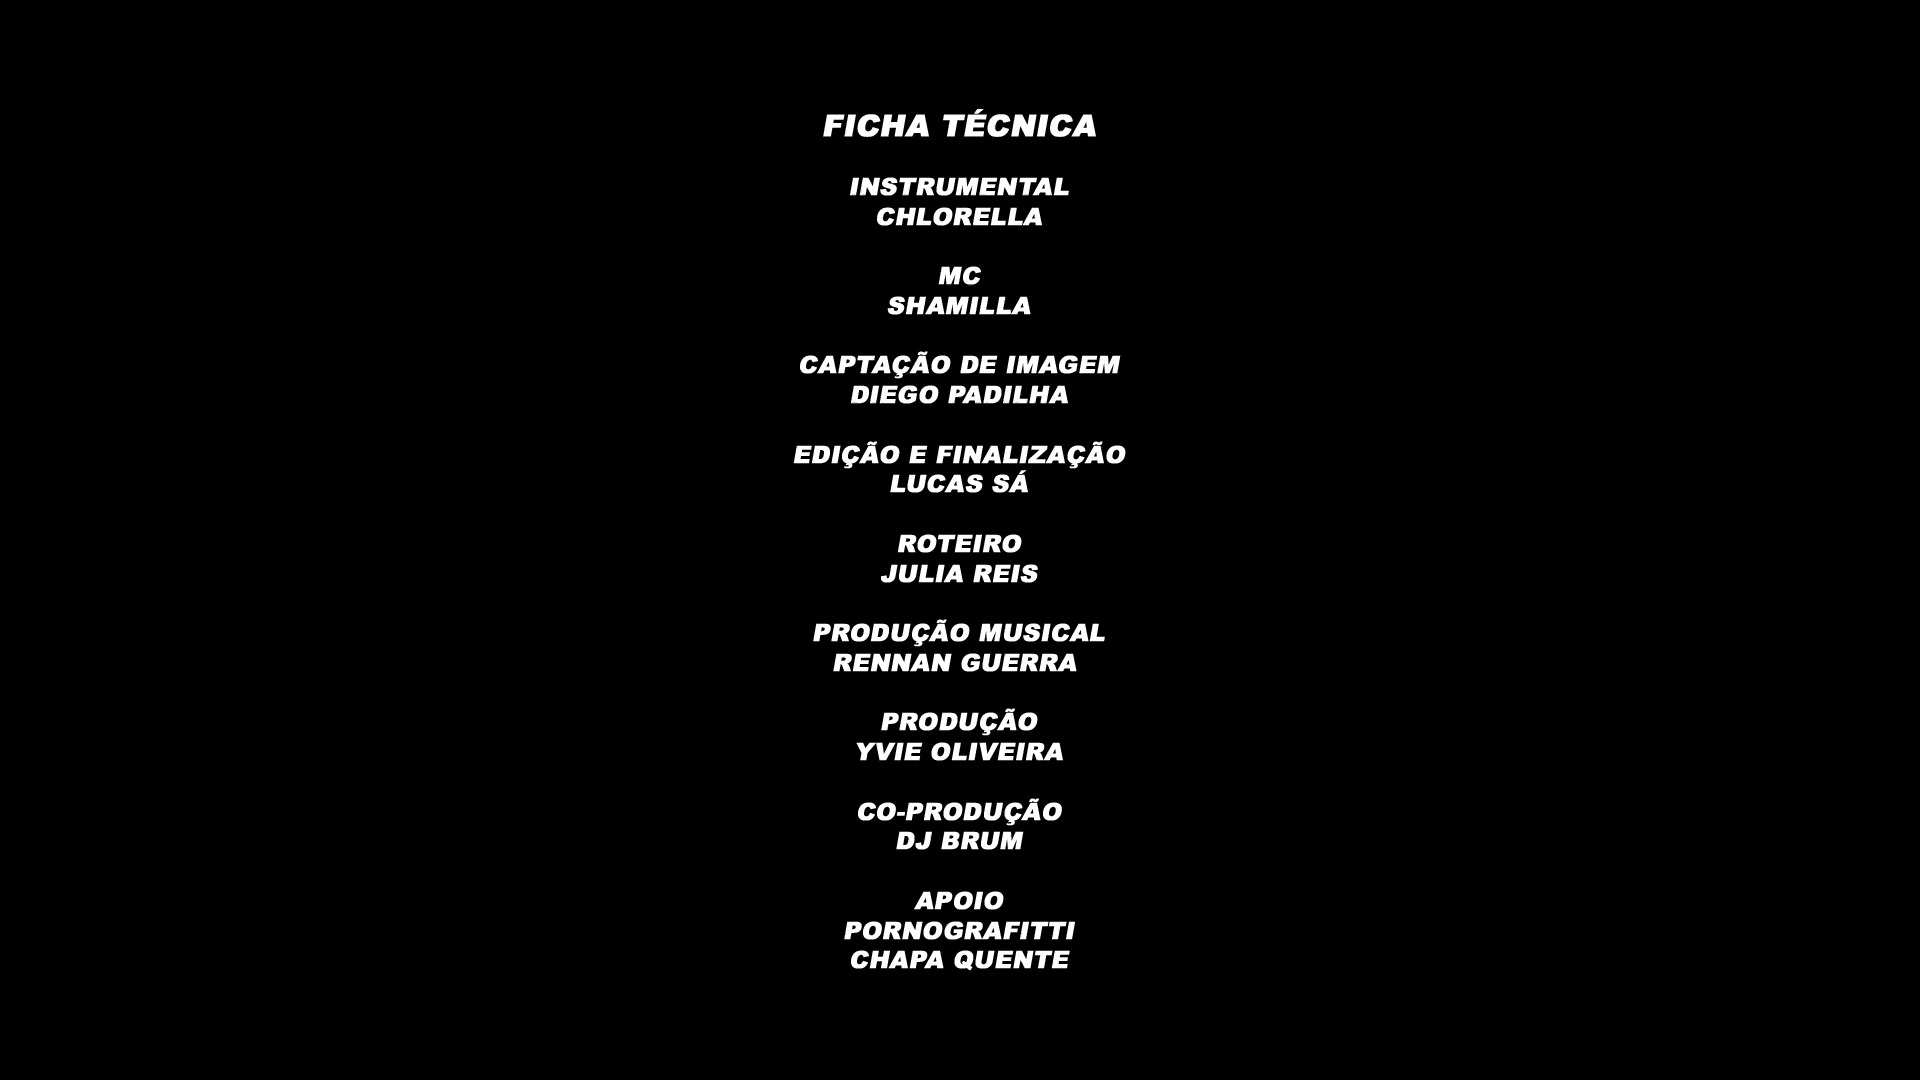 FICHA TÉCNICA
INSTRUMENTAL
CHLORELLA
MC
SHAMILLA
CAPTAÇÃO DE IMAGEM
DIEGO PADILHA
EDIÇÃO E FINALIZAÇÃO
LUCAS SÁ
ROTEIRO
JULIA REIS
PRODUÇÃO MUSICAL
RENNAN GUERRA
PRODUÇÃO
YVIE OLIVEIRA
CO-PRODUÇÃO
DJ BRUM
APOIO
PORNOGRAFITTI
CHAPA QUENTE